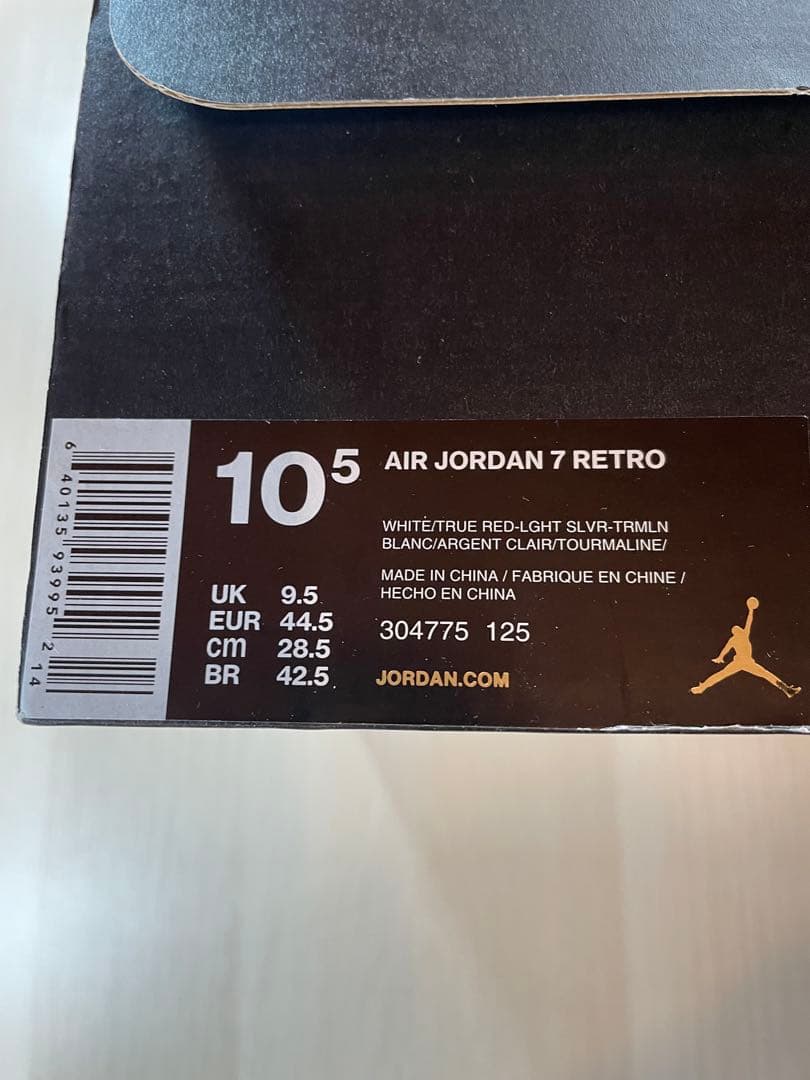 6 40135 93995 2 14
10 5
AIR JORDAN 7 RETRO
WHITE/TRUE RED-LGHT SLVR-TRMLN
BLANC/ARGENT CLAIR/TOURMALINE/
MADE IN CHINA / FABRIQUE EN CHINE /
HECHO EN CHINA
UK 9.5
EUR 44.5
cm 28.5
BR 42.5
304775 125
JORDAN.COM